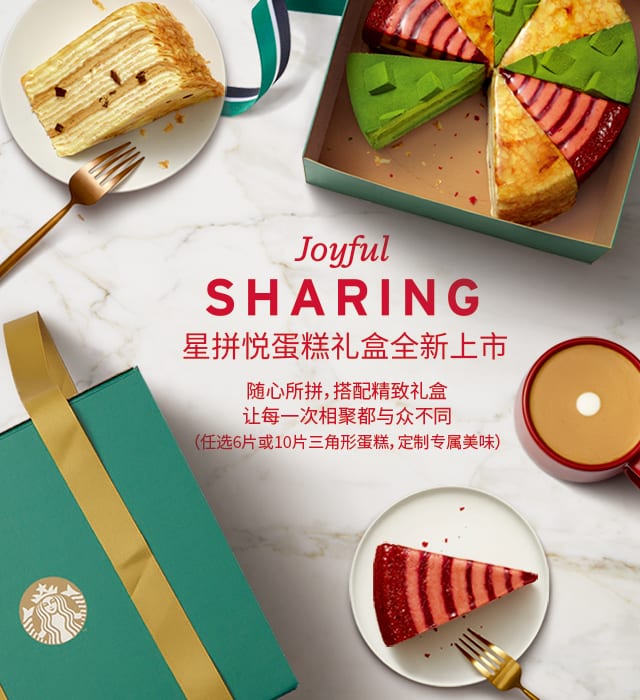 Joyful
SHARING
星拼悦蛋糕礼盒全新上市
随心所拼，搭配精致礼盒
让每一次相聚都与众不同
（任选6片或10片三角形蛋糕，定制专属美味）